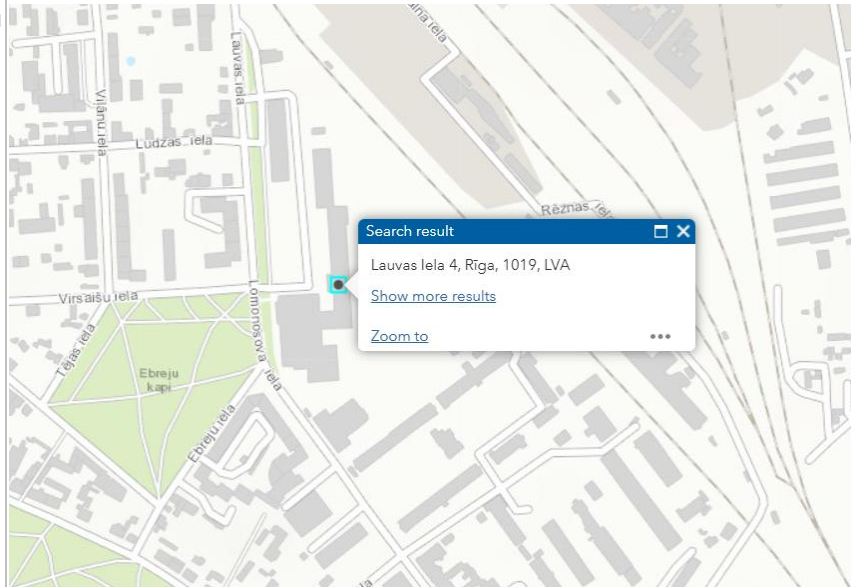 Lauvas iela
Vijānu iela
Ludzas iela
Rēznas iela
Search result
Lauvas Iela 4, Rīga, 1019, LVA
Show more results
Zoom to
Virsaišu iela
Lomonosova iela
Tējas iela
Ebreju
kapi
Ebreju iela